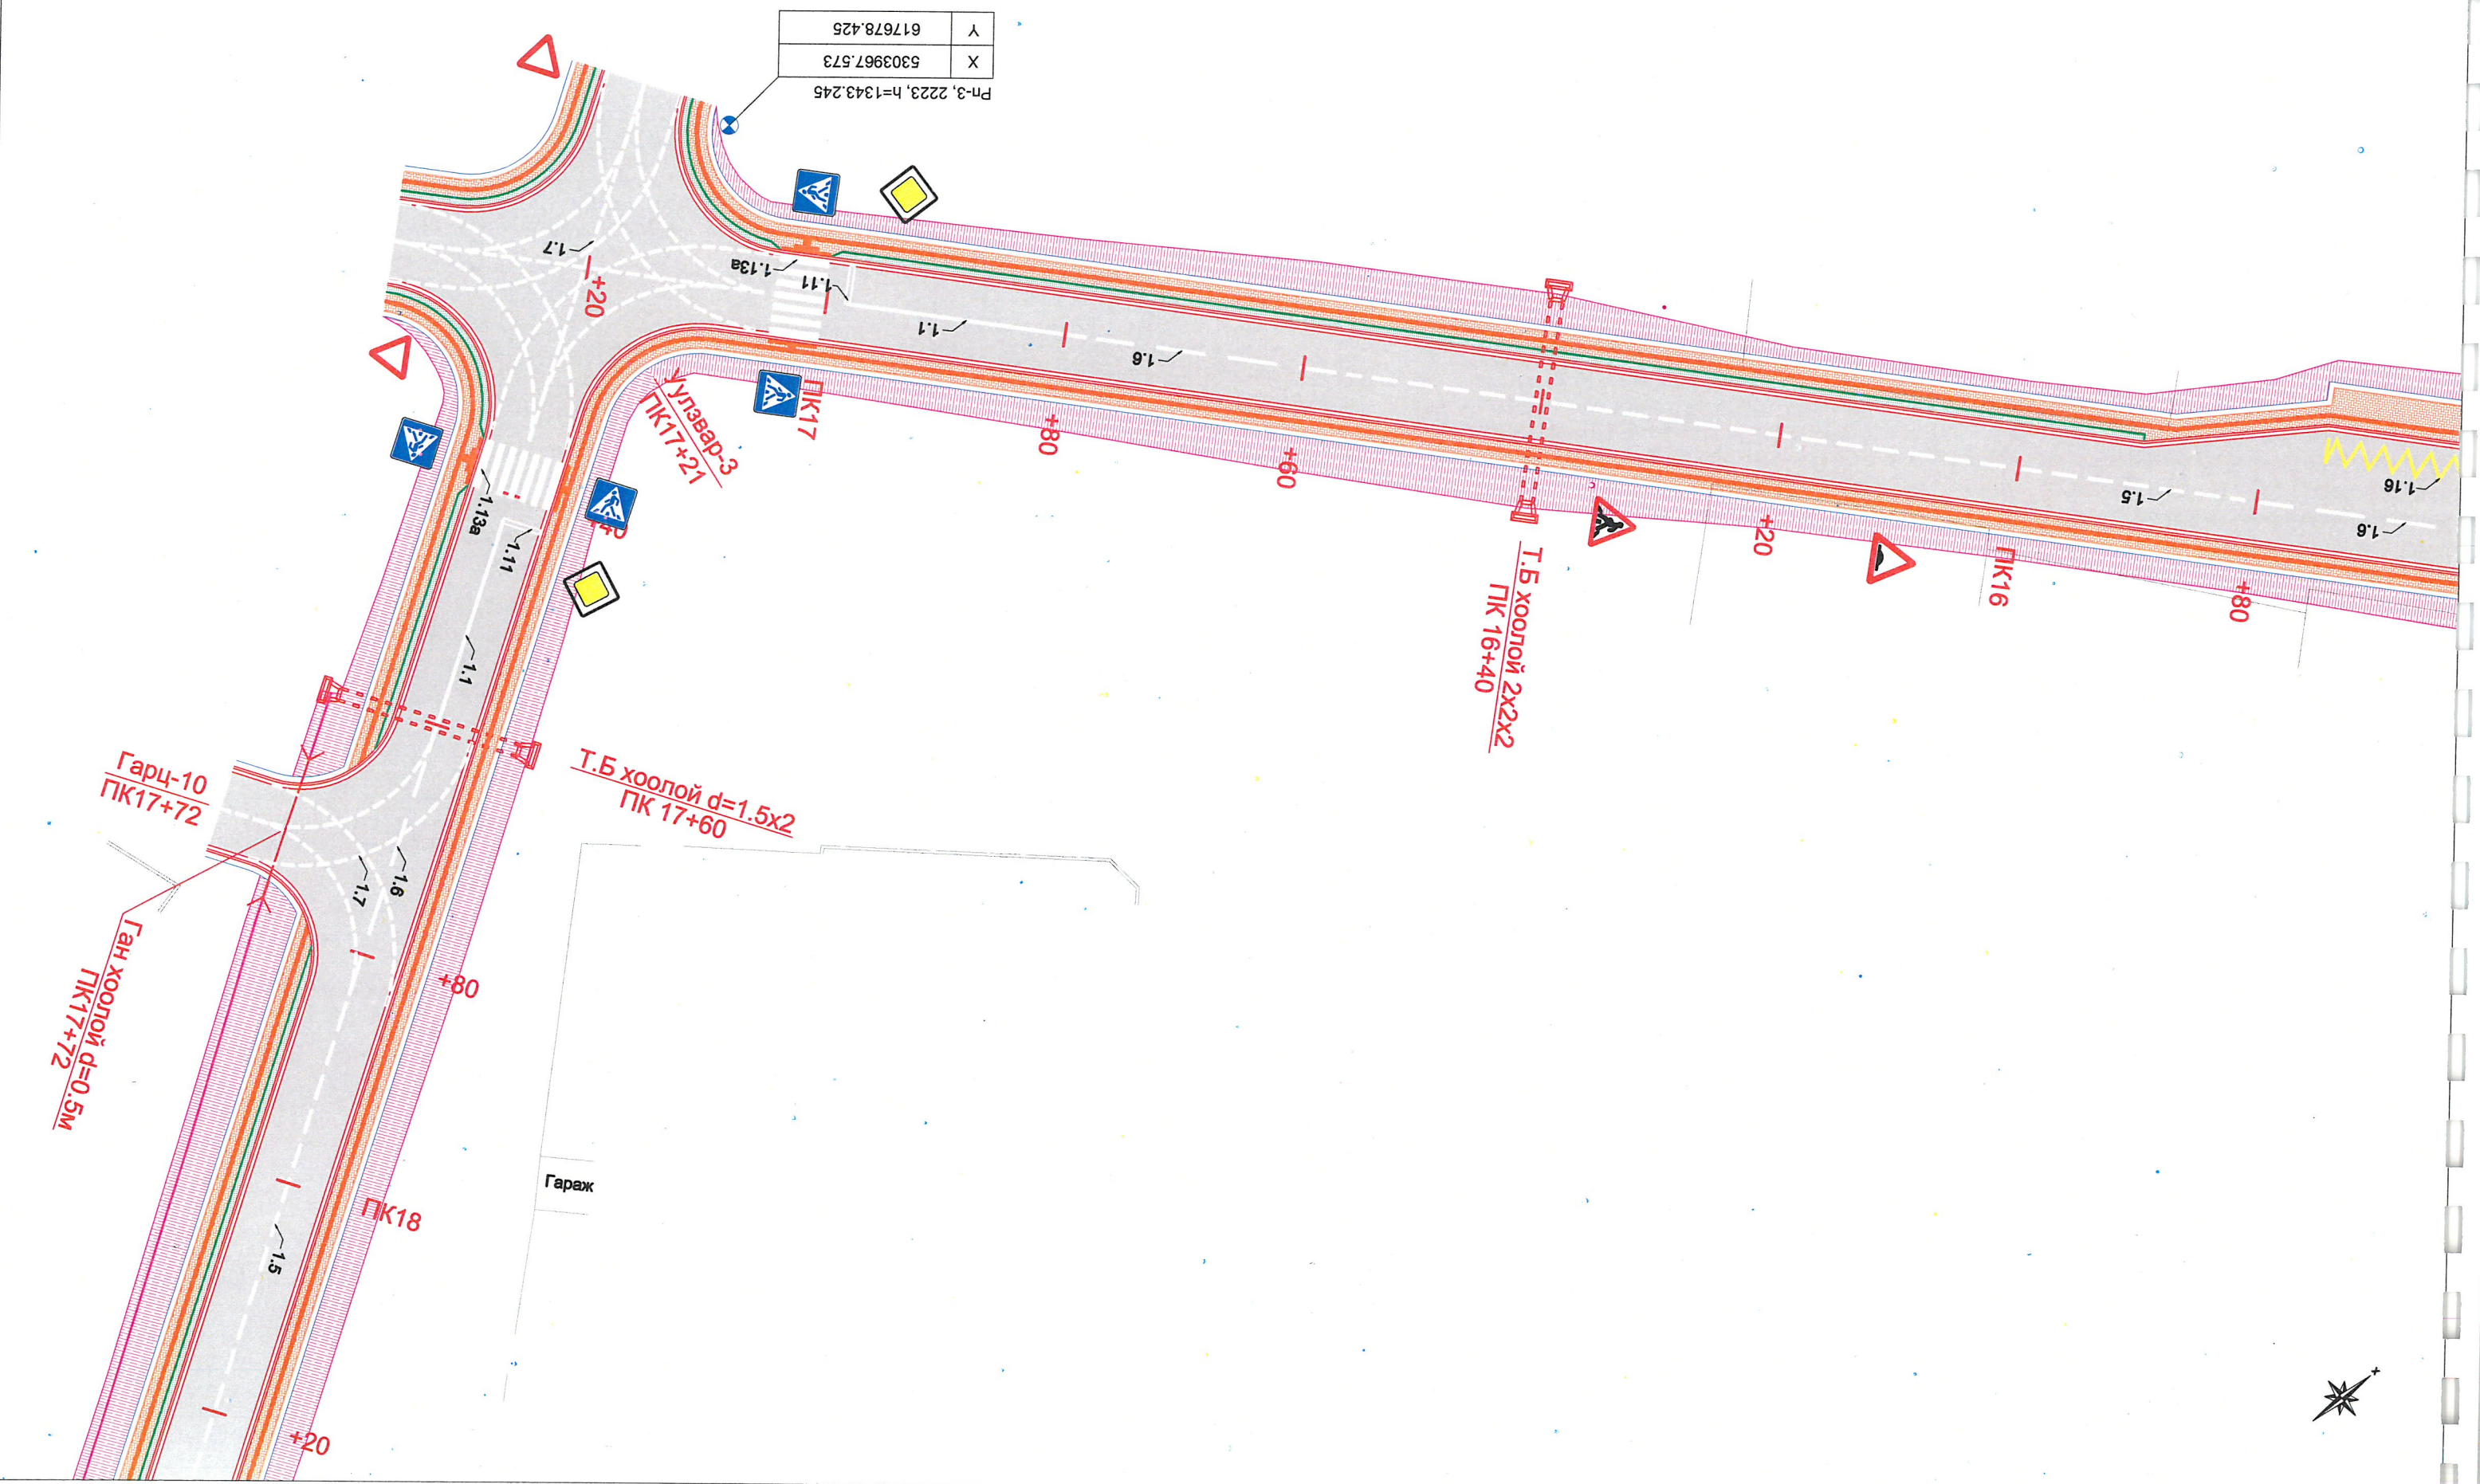 Рп-3, 2223, h=1343.245
X 5303967.573
Y 617678.425
1.7
+20
1.13а
1.11
1.1
1.6
ПК17
Уулзвар-3
ПК17+21
+80
+60
Т.Б хоолой 2x2x2
ПК 16+40
+20
ПК16
1.5
+80
1.16
1.6
1.13а
1.11
1.1
Т.Б хоолой d=1.5x2
ПК 17+60
Гарц-10
ПК17+72
1.6
1.7
Ган хоолой d=0.5м
ПК17+72
+80
ПК18
1.5
+20
Гараж